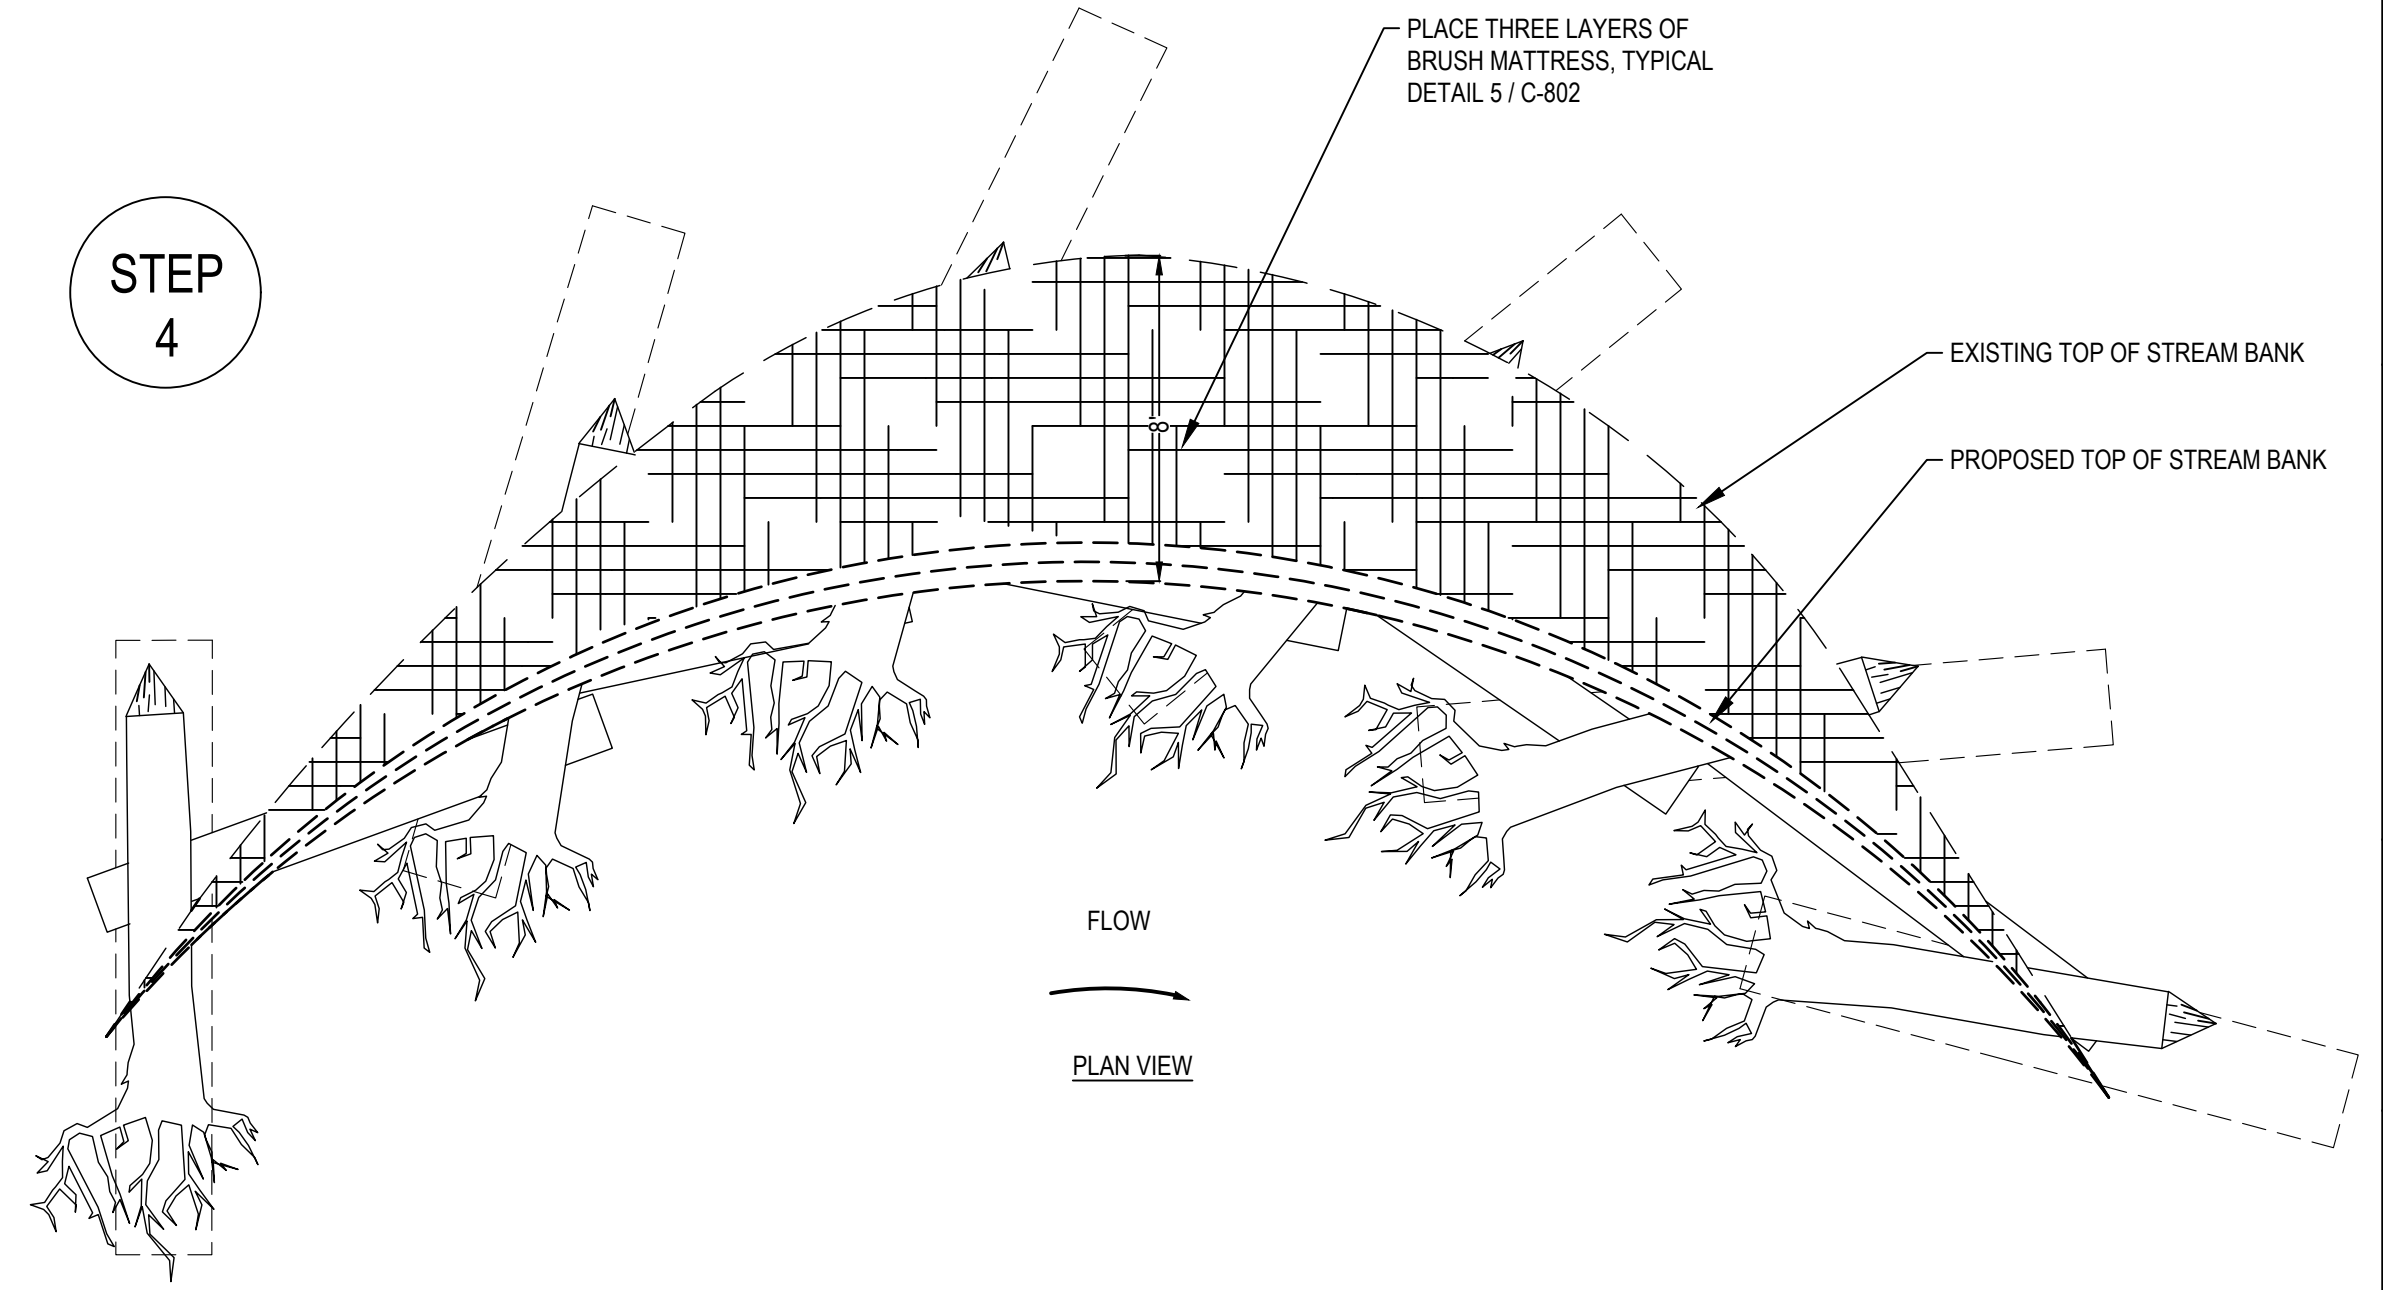 PLACE THREE LAYERS OF
BRUSH MATTRESS, TYPICAL
DETAIL 5 / C-802
STEP
4
EXISTING TOP OF STREAM BANK
8'
PROPOSED TOP OF STREAM BANK
FLOW
PLAN VIEW